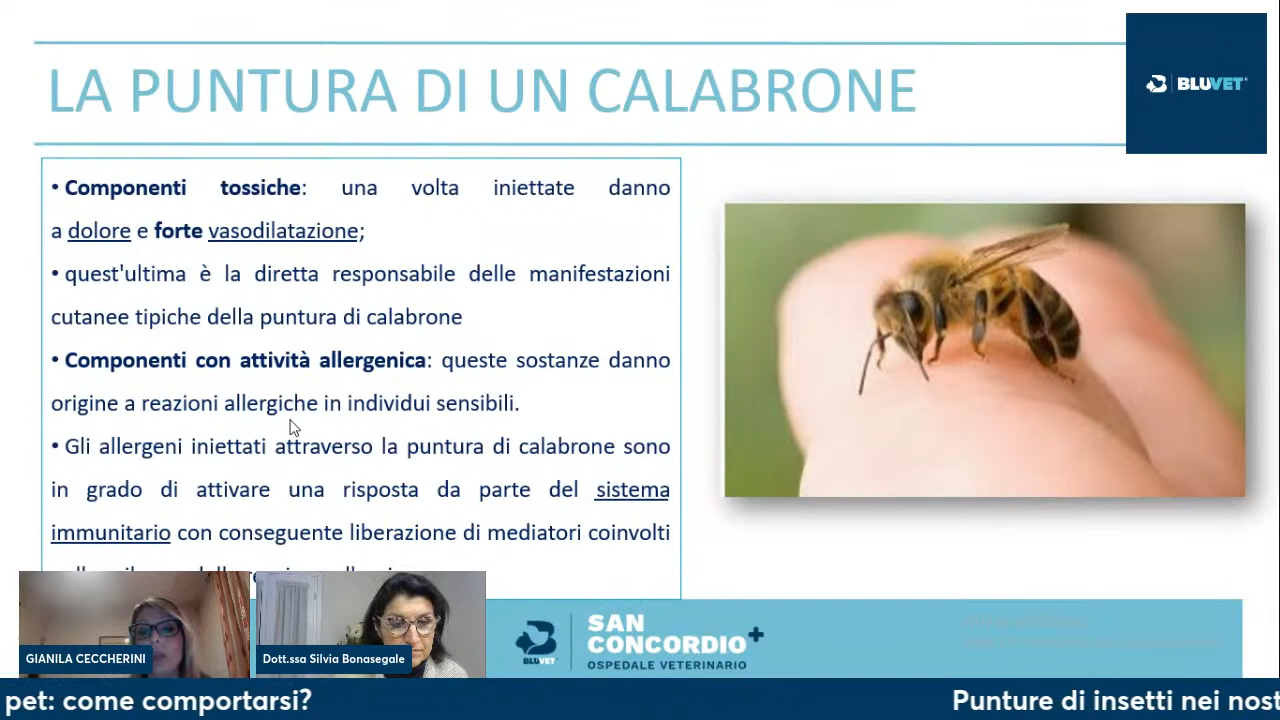 LA PUNTURA DI UN CALABRONE
BLUVET
• Componenti tossiche: una volta iniettate danno
a dolore e forte vasodilatazione;
• quest'ultima è la diretta responsabile delle manifestazioni
cutanee tipiche della puntura di calabrone
• Componenti con attività allergenica: queste sostanze danno
origine a reazioni allergiche in individui sensibili.
• Gli allergeni iniettati attraverso la puntura di calabrone sono
in grado di attivare una risposta da parte del sistema
immunitario con conseguente liberazione di mediatori coinvolti
GIANILA CECCHERINI
Dott.ssa Silvia Bonasegale
BLUVET
SAN
CONCORDIO+
OSPEDALE VETERINARIO
pet: come comportarsi?
Punture di insetti nei nost